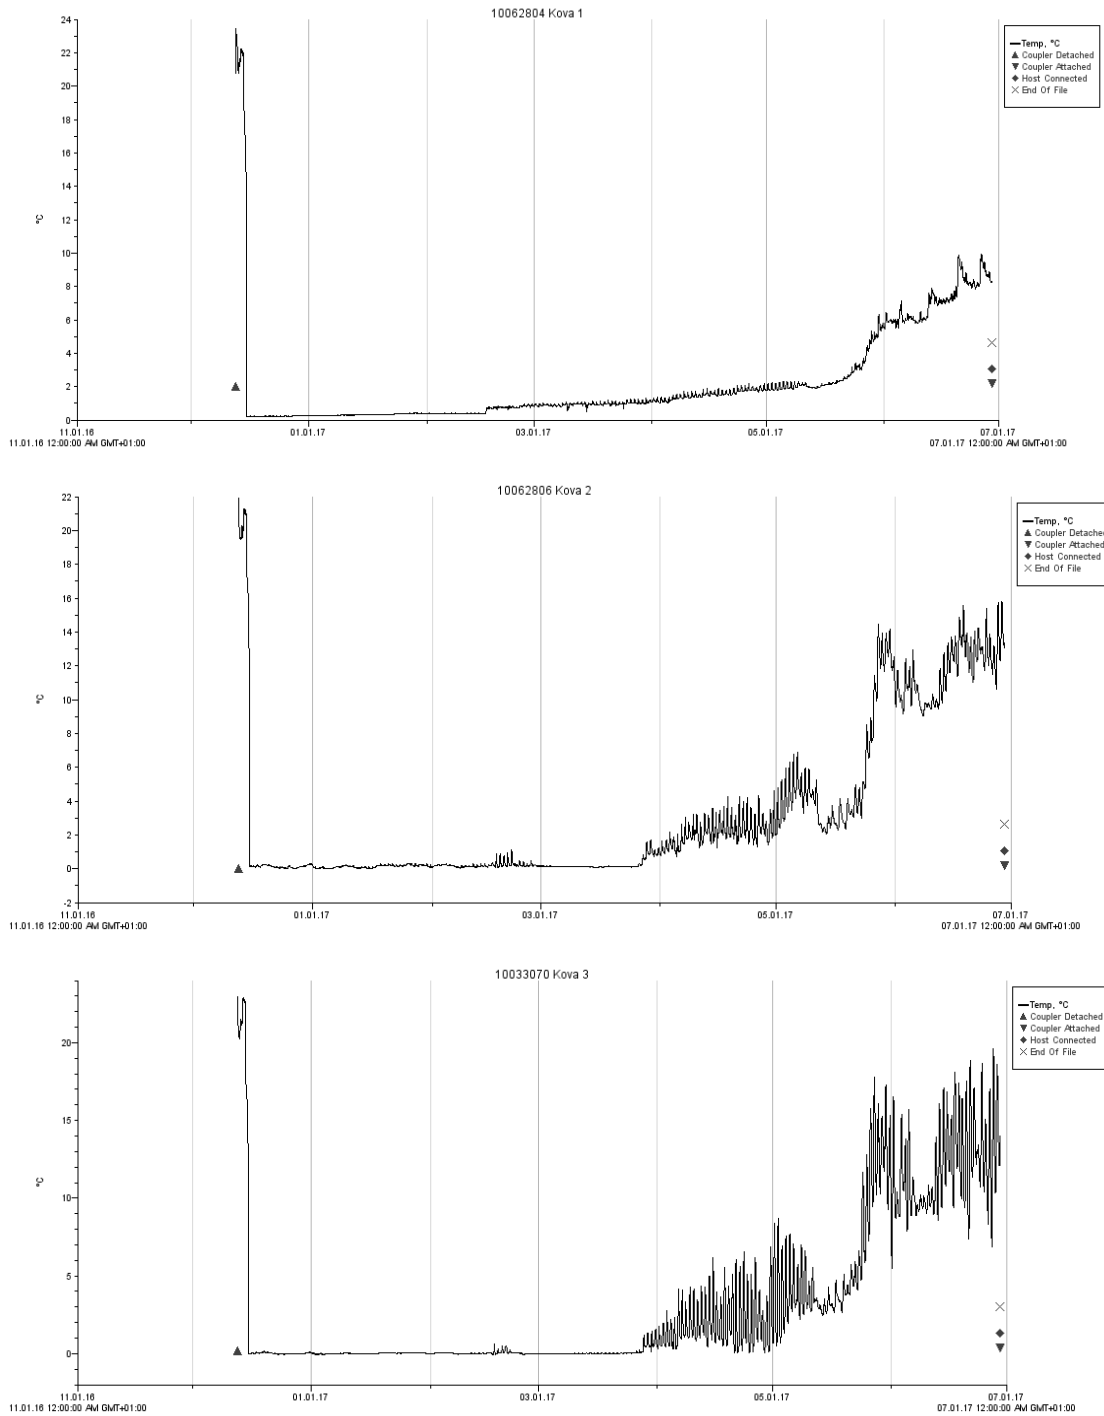 10062804 Kova 1
24
22
20
18
16
14
12
10
8
6
4
2
0
°C
11.01.16 01.01.17 03.01.17 05.01.17 07.01.17
11.01.16 12:00:00 AM GMT+01:00 07.01.17 12:00:00 AM GMT+01:00
Temp, °C
Coupler Detached
Coupler Attached
Host Connected
End Of File
10062806 Kova 2
22
20
18
16
14
12
10
8
6
4
2
0
-2
°C
11.01.16 01.01.17 03.01.17 05.01.17 07.01.17
11.01.16 12:00:00 AM GMT+01:00 07.01.17 12:00:00 AM GMT+01:00
Temp, °C
Coupler Detached
Coupler Attached
Host Connected
End Of File
10033070 Kova 3
20
15
10
5
0
°C
11.01.16 01.01.17 03.01.17 05.01.17 07.01.17
11.01.16 12:00:00 AM GMT+01:00 07.01.17 12:00:00 AM GMT+01:00
Temp, °C
Coupler Detached
Coupler Attached
Host Connected
End Of File